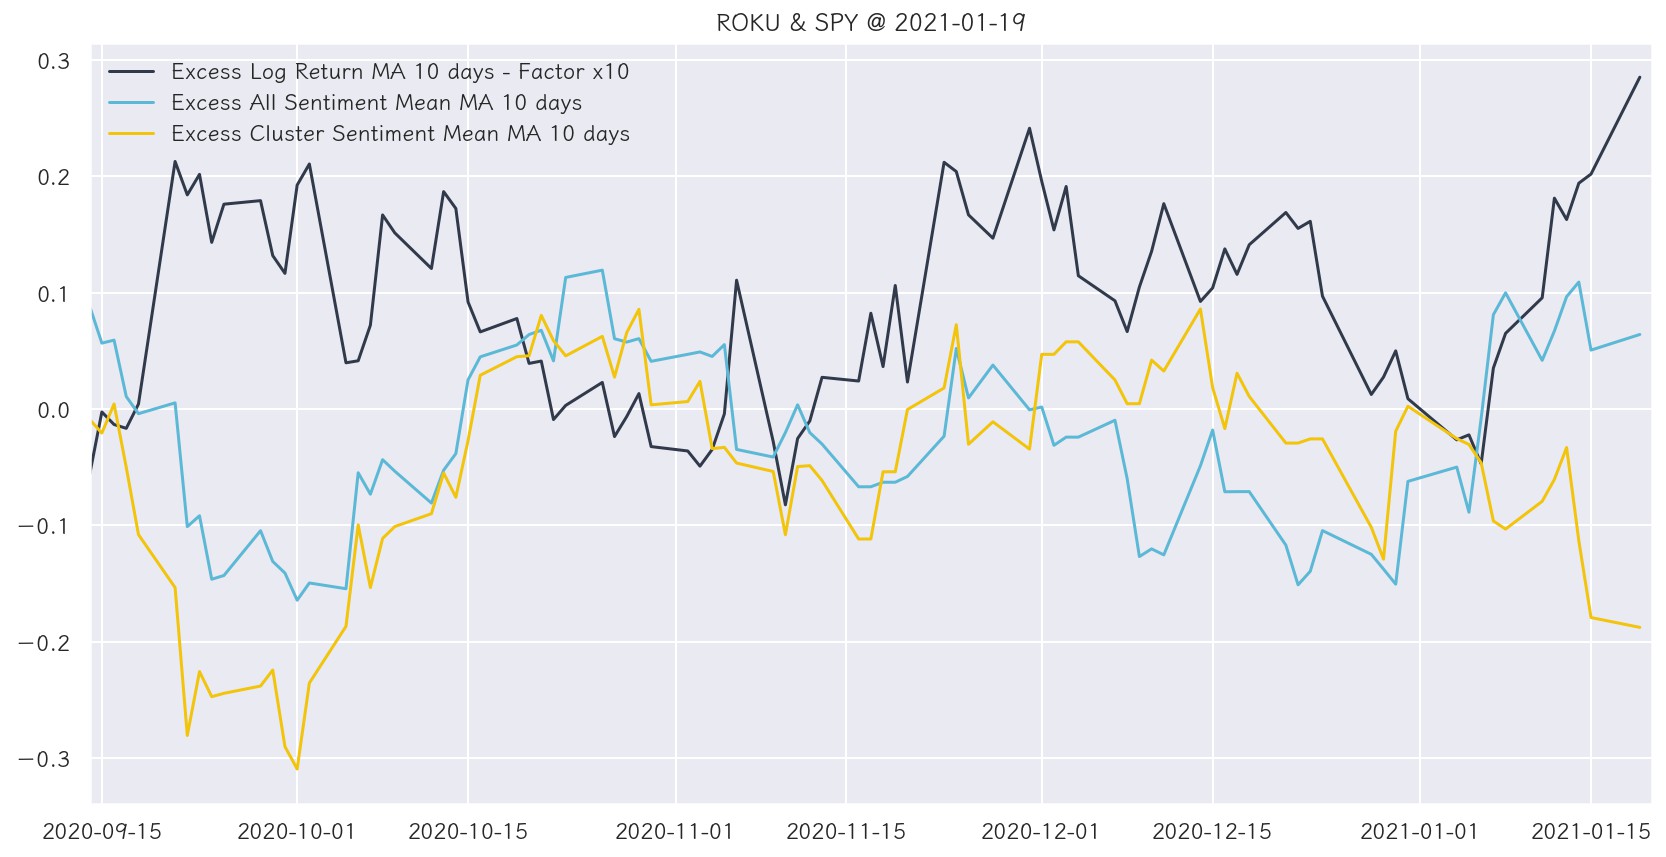 ROKU & SPY @ 2021-01-19
Excess Log Return MA 10 days - Factor x10
Excess All Sentiment Mean MA 10 days
Excess Cluster Sentiment Mean MA 10 days
0.3
0.2
0.1
0.0
−0.1
−0.2
−0.3
2020-09-15 2020-10-01 2020-10-15 2020-11-01 2020-11-15 2020-12-01 2020-12-15 2021-01-01 2021-01-15